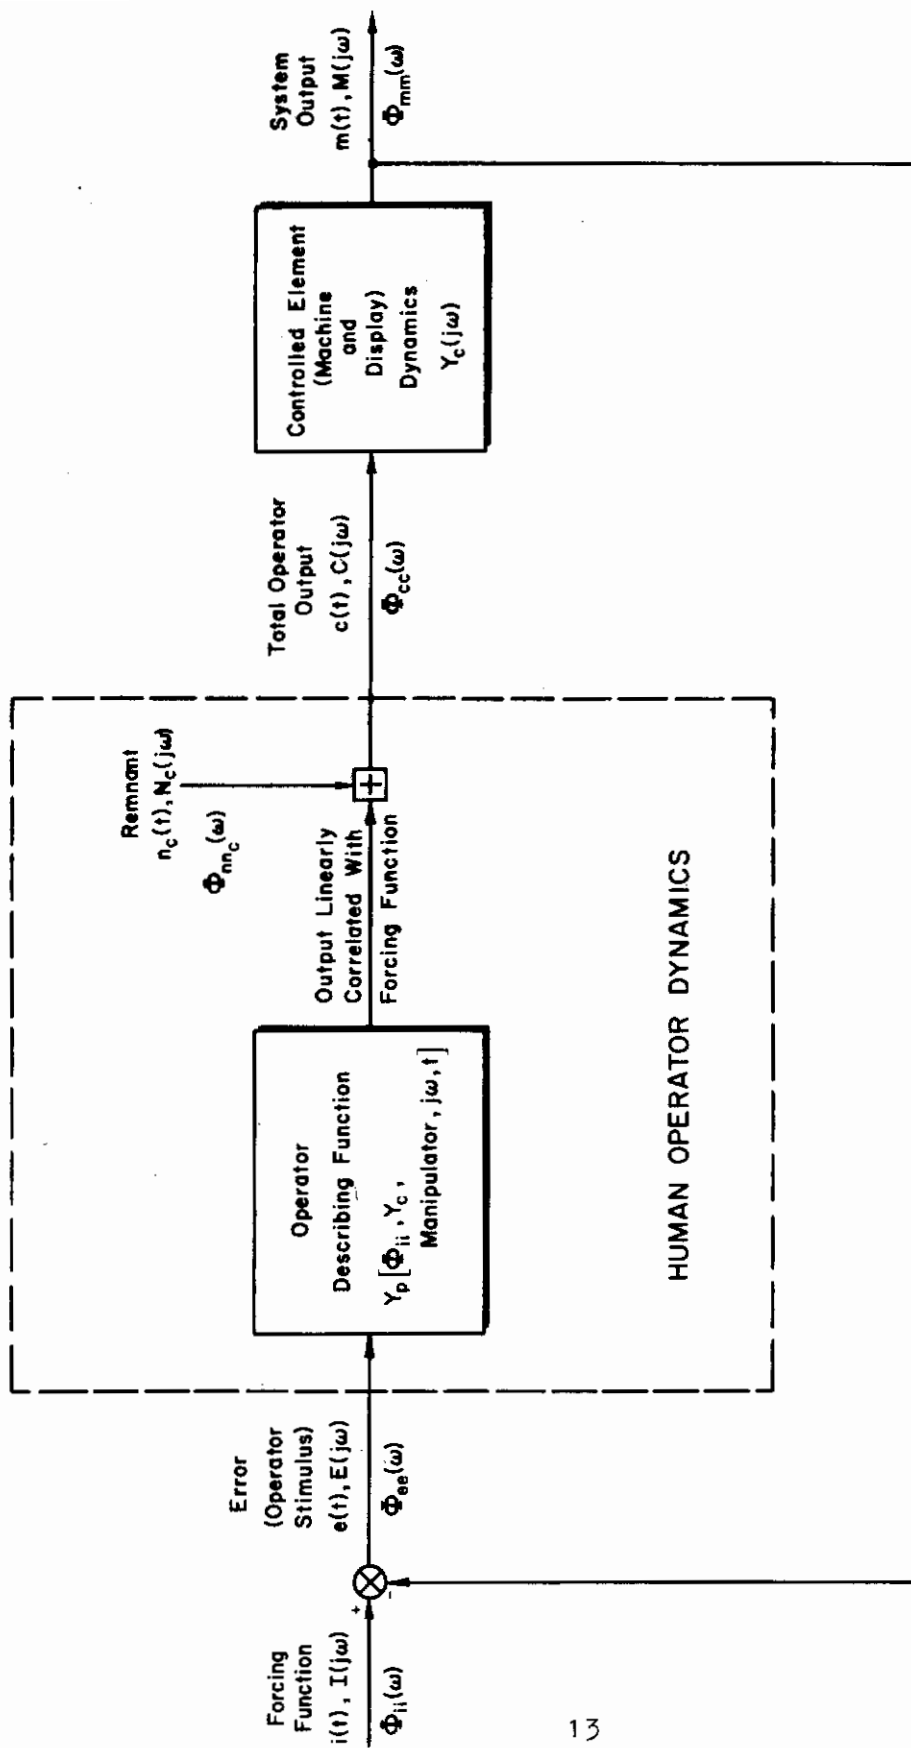 Forcing
Function
i(t), I(jω)
Φii(ω)
+
-
Error
(Operator
Stimulus)
e(t), E(jω)
Φee(ω)
Operator
Describing Function
Yp[Φii, Yc,
Manipulator, jω, t]
Output Linearly
Correlated With
Forcing Function
Remnant
nc(t), Nc(jω)
Φnnc(ω)
+
HUMAN OPERATOR DYNAMICS
Total Operator
Output
c(t), C(jω)
Φcc(ω)
Controlled Element
(Machine
and
Display)
Dynamics
Yc(jω)
System
Output
m(t), M(jω)
Φmm(ω)
13